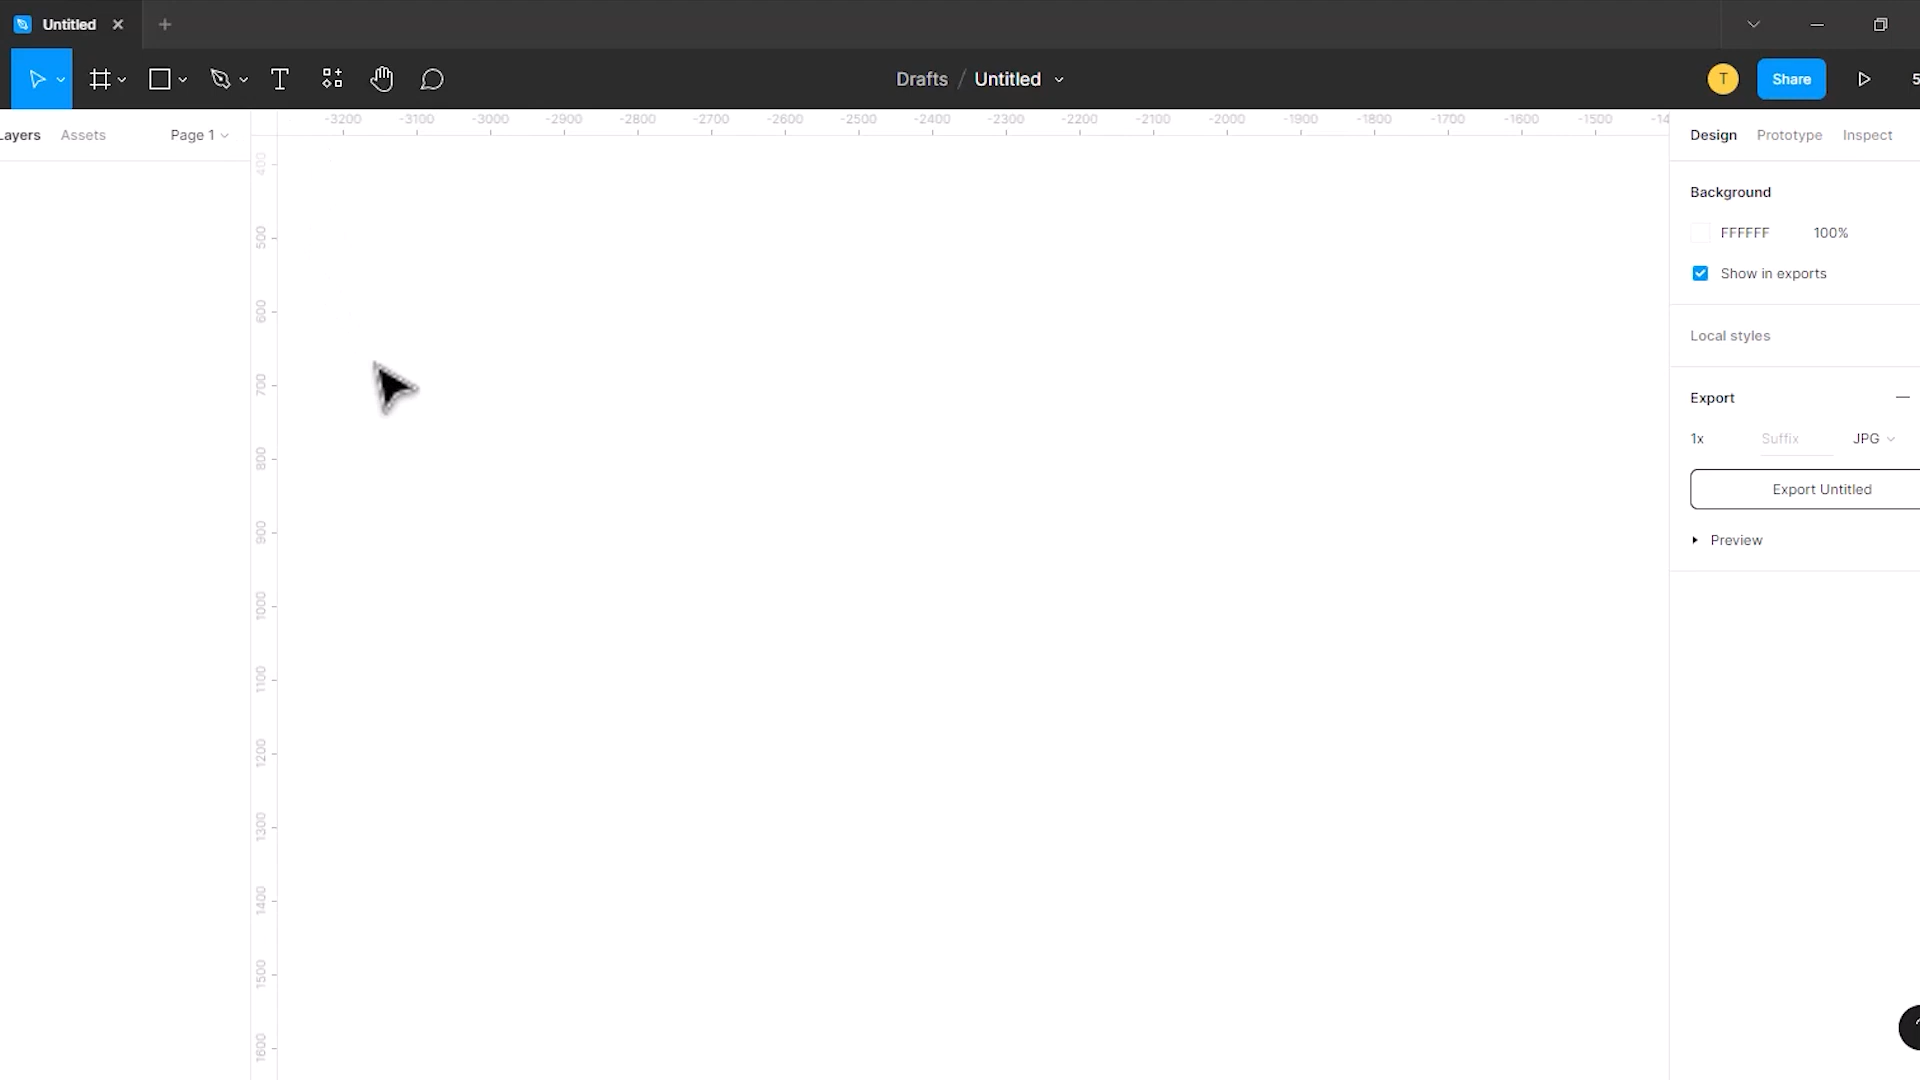 Untitled
Drafts / Untitled
T
Share
Layers Assets Page 1
-3200 -3100 -3000 -2900 -2800 -2700 -2600 -2500 -2400 -2300 -2200 -2100 -2000 -1900 -1800 -1700 -1600 -1500 -14
400
500
600
700
800
900
1000
1100
1200
1300
1400
1500
1600
Design Prototype Inspect
Background
FFFFFF 100%
Show in exports
Local styles
Export
1x Suffix JPG
Export Untitled
Preview